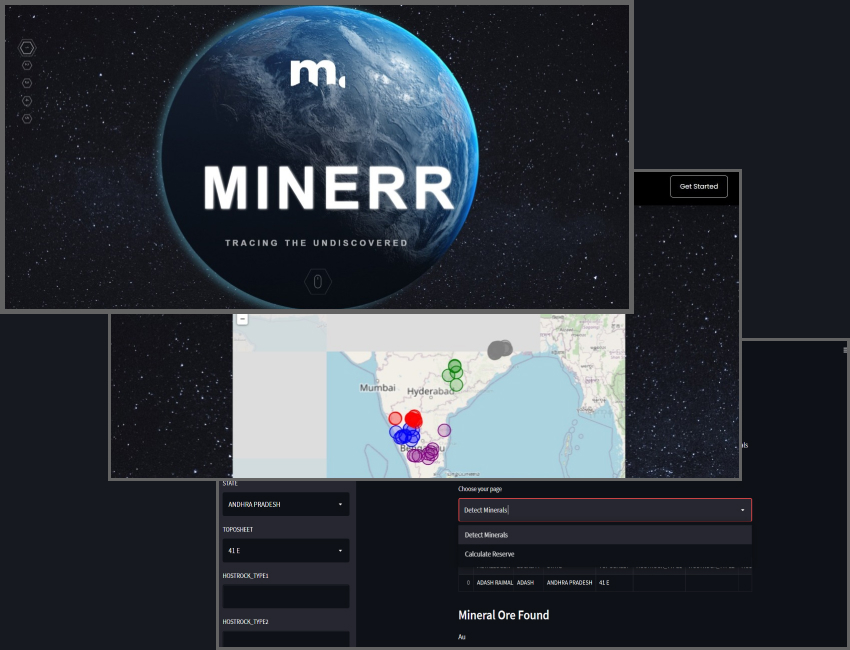 m.
MINERR
TRACING THE UNDISCOVERED
Get Started
−
Mumbai
Hyderabad
als
STATE
ANDHRA PRADESH
TOPOSHEET
41 E
HOSTROCK_TYPE1
HOSTROCK_TYPE2
Choose your page
Detect Minerals
Detect Minerals
Calculate Reserve
0 ADASH RAIMAL ADASH ANDHRA PRADESH 41 E
Mineral Ore Found
Au